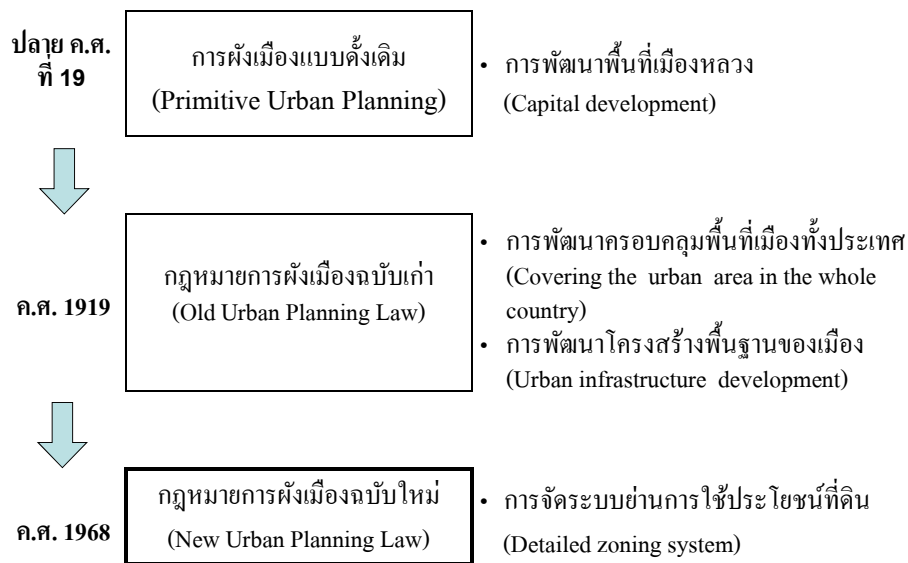 ปลาย ค.ศ.
ที่ 19
การผังเมืองแบบดั้งเดิม
(Primitive Urban Planning)
• การพัฒนาพื้นที่เมืองหลวง
(Capital development)
ค.ศ. 1919
กฎหมายการผังเมืองฉบับเก่า
(Old Urban Planning Law)
• การพัฒนาครอบคลุมพื้นที่เมืองทั้งประเทศ
(Covering the urban area in the whole
country)
• การพัฒนาโครงสร้างพื้นฐานของเมือง
(Urban infrastructure development)
ค.ศ. 1968
กฎหมายการผังเมืองฉบับใหม่
(New Urban Planning Law)
• การจัดระบบย่านการใช้ประโยชน์ที่ดิน
(Detailed zoning system)